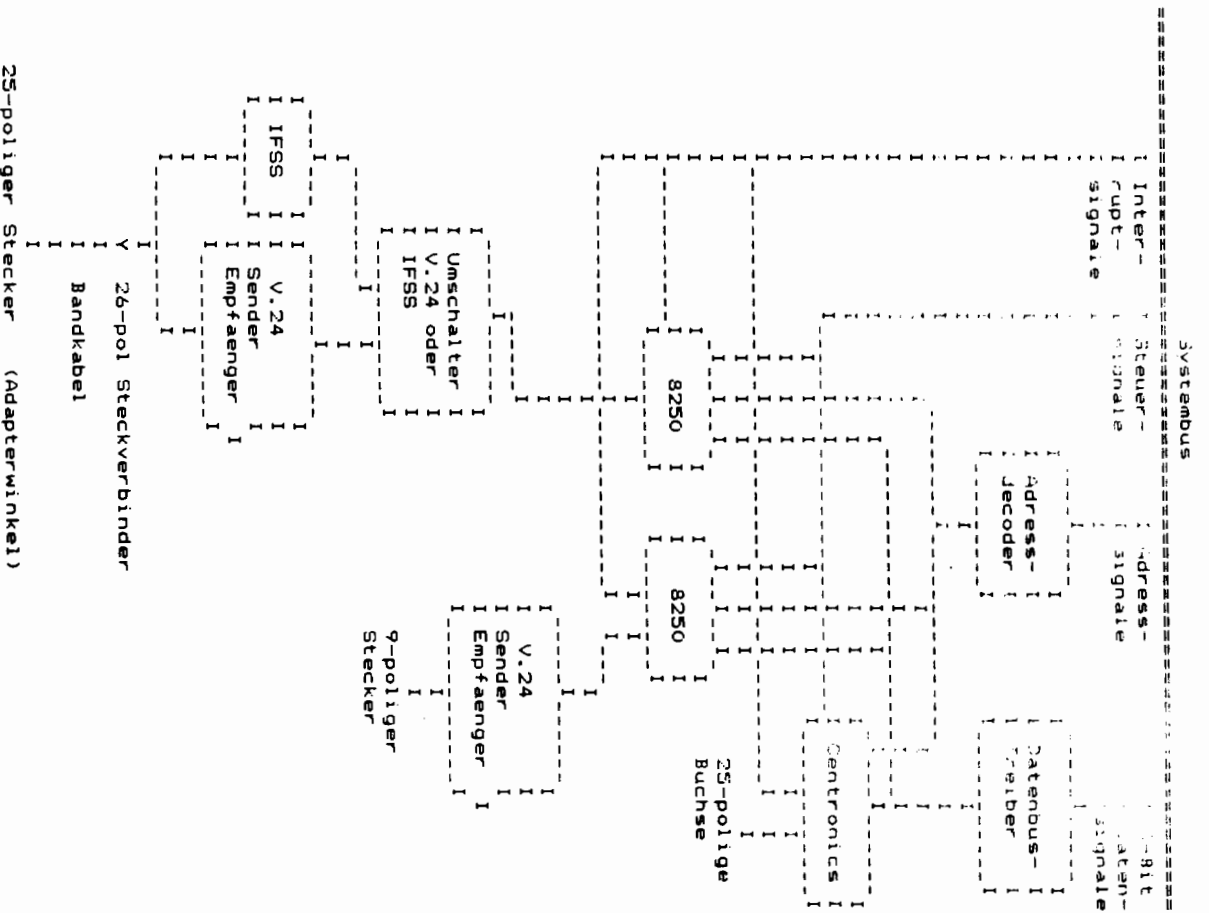 Systembus
Inter-
rupt-
signale
Steuer-
signale
Adress-
signale
8-Bit
Daten-
signale
Adress-
decoder
Datenbus-
Treiber
8250
8250
Centronics
25-polige
Buchse
Umschalter
V.24 oder
IFSS
V.24
Sender
Empfaenger
9-poliger
Stecker
IFSS
V.24
Sender
Empfaenger
Y 26-pol Steckverbinder
Bandkabel
25-poliger Stecker (Adapterwinkel)